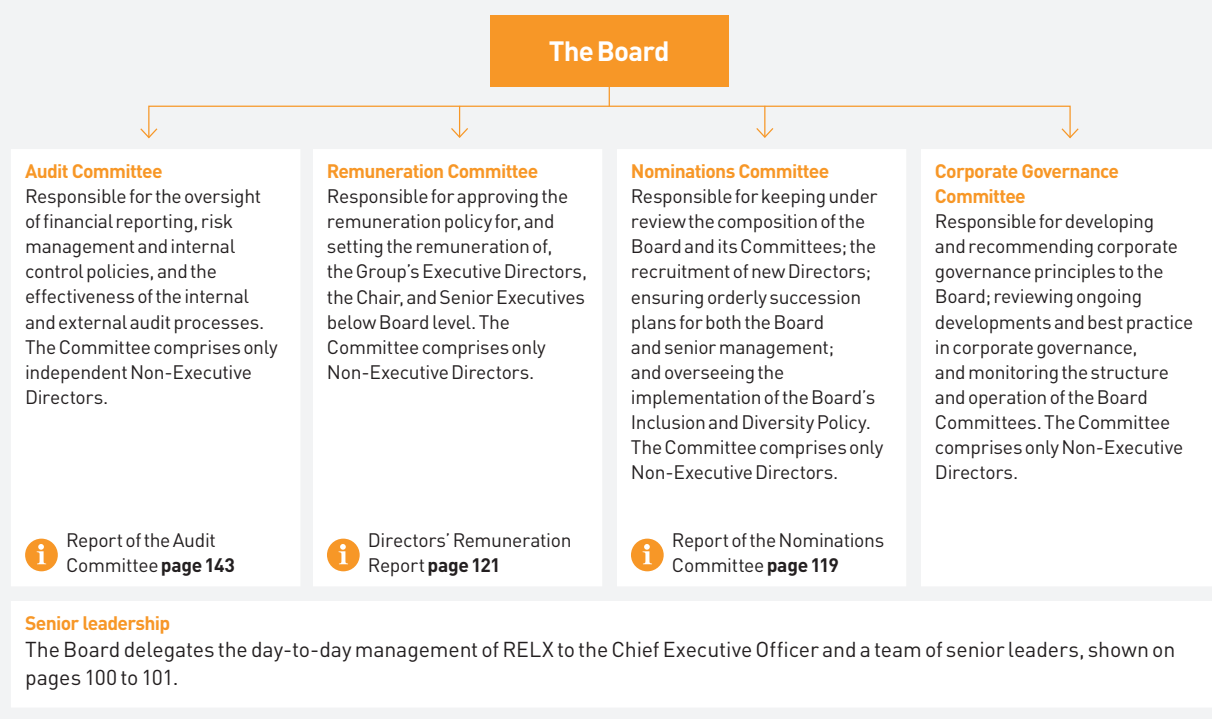 The Board
Audit Committee
Responsible for the oversight
of financial reporting, risk
management and internal
control policies, and the
effectiveness of the internal
and external audit processes.
The Committee comprises only
independent Non-Executive
Directors.
Report of the Audit
Committee page 143
Remuneration Committee
Responsible for approving the
remuneration policy for, and
setting the remuneration of,
the Group's Executive Directors,
the Chair, and Senior Executives
below Board level. The
Committee comprises only
Non-Executive Directors.
Directors' Remuneration
Report page 121
Nominations Committee
Responsible for keeping under
review the composition of the
Board and its Committees; the
recruitment of new Directors;
ensuring orderly succession
plans for both the Board
and senior management;
and overseeing the
implementation of the Board's
Inclusion and Diversity Policy.
The Committee comprises only
Non-Executive Directors.
Report of the Nominations
Committee page 119
Corporate Governance
Committee
Responsible for developing
and recommending corporate
governance principles to the
Board; reviewing ongoing
developments and best practice
in corporate governance,
and monitoring the structure
and operation of the Board
Committees. The Committee
comprises only Non-Executive
Directors.
Senior leadership
The Board delegates the day-to-day management of RELX to the Chief Executive Officer and a team of senior leaders, shown on
pages 100 to 101.